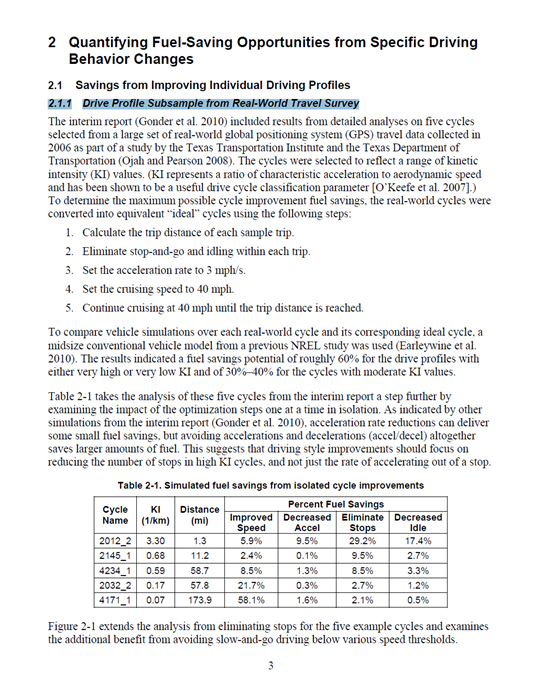 2 Quantifying Fuel-Saving Opportunities from Specific Driving
Behavior Changes
2.1 Savings from Improving Individual Driving Profiles
2.1.1 Drive Profile Subsample from Real-World Travel Survey
The interim report (Gonder et al. 2010) included results from detailed analyses on five cycles
selected from a large set of real-world global positioning system (GPS) travel data collected in
2006 as part of a study by the Texas Transportation Institute and the Texas Department of
Transportation (Ojah and Pearson 2008). The cycles were selected to reflect a range of kinetic
intensity (KI) values. (KI represents a ratio of characteristic acceleration to aerodynamic speed
and has been shown to be a useful drive cycle classification parameter [O'Keefe et al. 2007].)
To determine the maximum possible cycle improvement fuel savings, the real-world cycles were
converted into equivalent “ideal” cycles using the following steps:
1. Calculate the trip distance of each sample trip.
2. Eliminate stop-and-go and idling within each trip.
3. Set the acceleration rate to 3 mph/s.
4. Set the cruising speed to 40 mph.
5. Continue cruising at 40 mph until the trip distance is reached.
To compare vehicle simulations over each real-world cycle and its corresponding ideal cycle, a
midsize conventional vehicle model from a previous NREL study was used (Earleywine et al.
2010). The results indicated a fuel savings potential of roughly 60% for the drive profiles with
either very high or very low KI and of 30%–40% for the cycles with moderate KI values.
Table 2-1 takes the analysis of these five cycles from the interim report a step further by
examining the impact of the optimization steps one at a time in isolation. As indicated by other
simulations from the interim report (Gonder et al. 2010), acceleration rate reductions can deliver
some small fuel savings, but avoiding accelerations and decelerations (accel/decel) altogether
saves larger amounts of fuel. This suggests that driving style improvements should focus on
reducing the number of stops in high KI cycles, and not just the rate of accelerating out of a stop.
Table 2-1. Simulated fuel savings from isolated cycle improvements
Cycle Name KI (1/km) Distance (mi) Percent Fuel Savings
Improved Speed Decreased Accel Eliminate Stops Decreased Idle
2012_2 3.30 1.3 5.9% 9.5% 29.2% 17.4%
2145_1 0.68 11.2 2.4% 0.1% 9.5% 2.7%
4234_1 0.59 58.7 8.5% 1.3% 8.5% 3.3%
2032_2 0.17 57.8 21.7% 0.3% 2.7% 1.2%
4171_1 0.07 173.9 58.1% 1.6% 2.1% 0.5%
Figure 2-1 extends the analysis from eliminating stops for the five example cycles and examines
the additional benefit from avoiding slow-and-go driving below various speed thresholds.
3